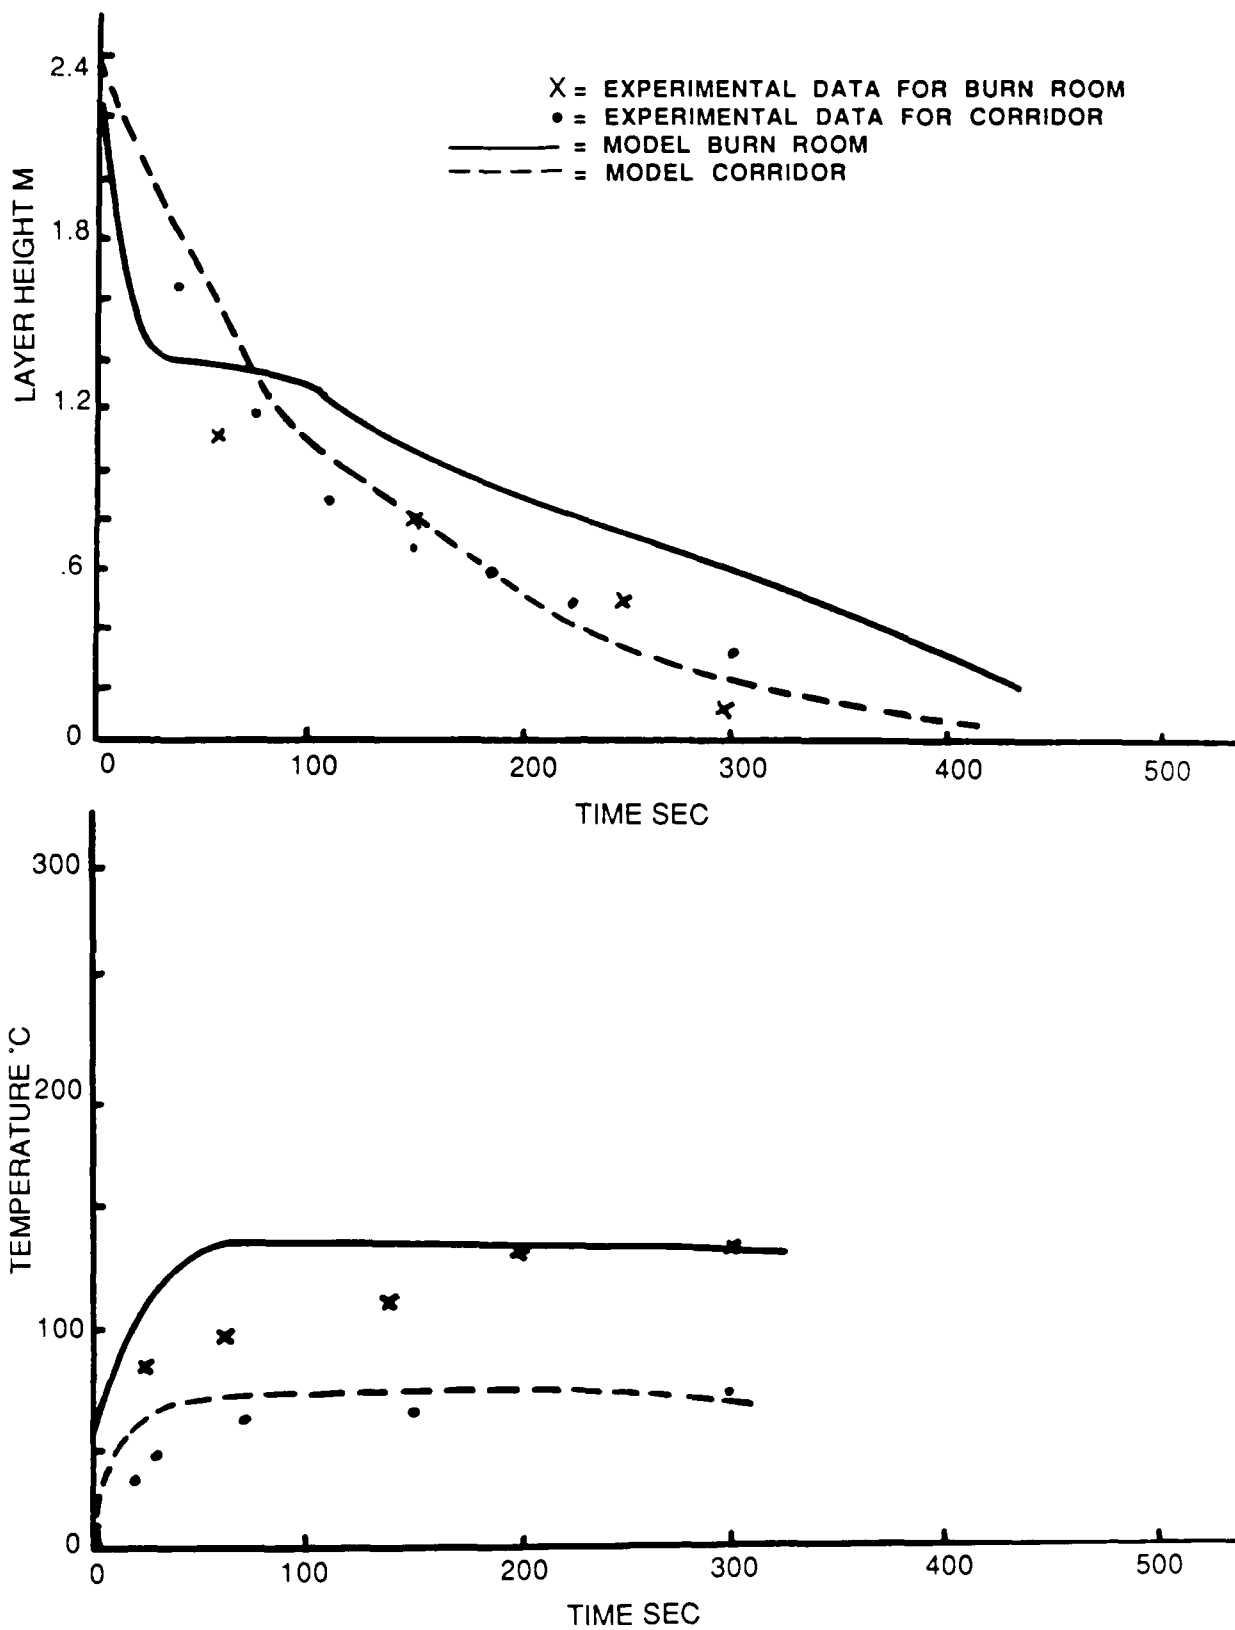 2.4
X = EXPERIMENTAL DATA FOR BURN ROOM
• = EXPERIMENTAL DATA FOR CORRIDOR
= MODEL BURN ROOM
= MODEL CORRIDOR
LAYER HEIGHT M
1.8
1.2
.6
0
0 100 200 300 400 500
TIME SEC
300
TEMPERATURE °C
200
100
0
0 100 200 300 400 500
TIME SEC